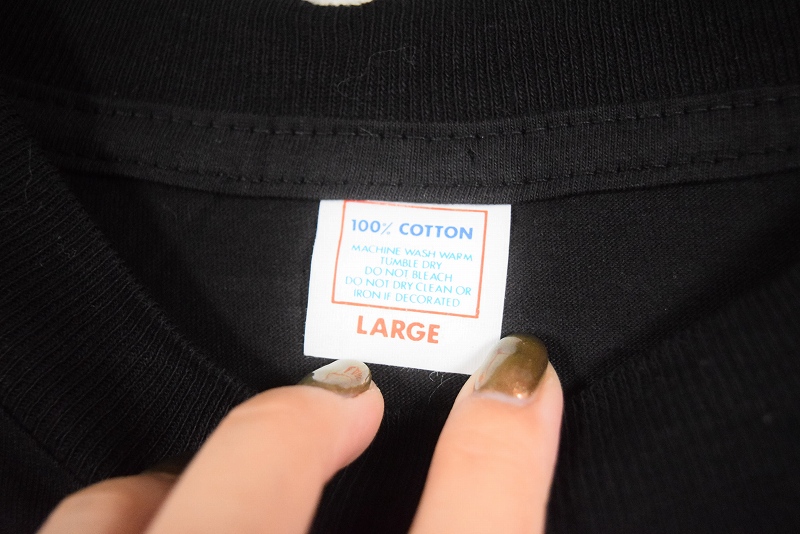 100% COTTON
MACHINE WASH WARM
TUMBLE DRY
DO NOT BLEACH
DO NOT DRY CLEAN OR
IRON IF DECORATED
LARGE